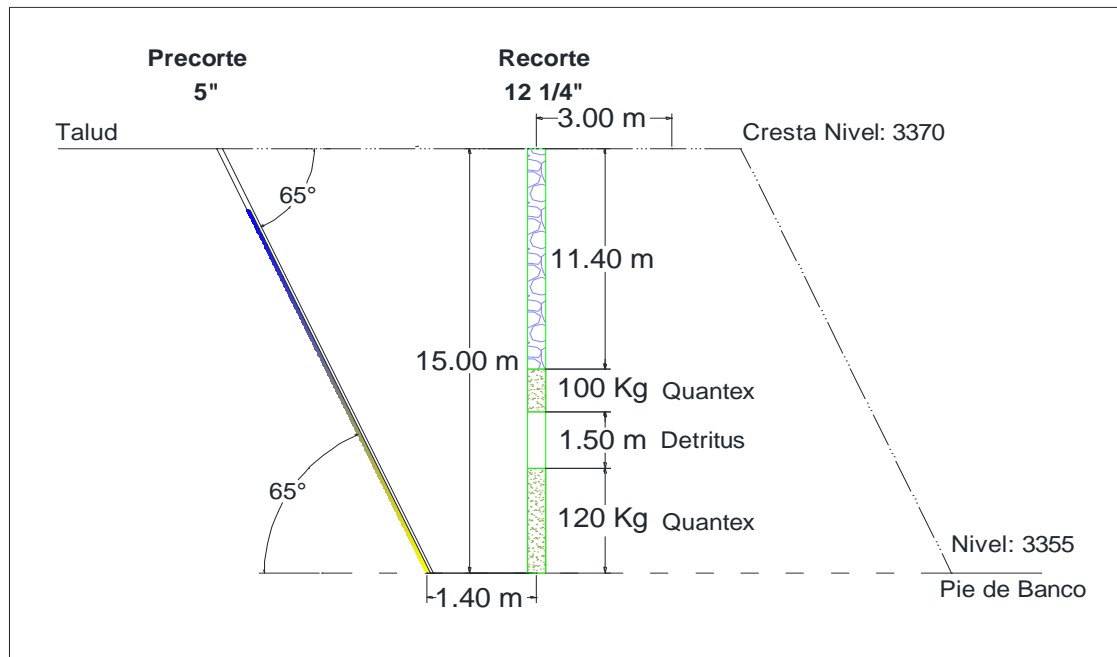 Precorte
5"
Recorte
12 1/4"
3.00 m
Talud
Cresta Nivel: 3370
65°
11.40 m
15.00 m
100 Kg Quantex
1.50 m Detritus
65°
120 Kg Quantex
Nivel: 3355
Pie de Banco
1.40 m